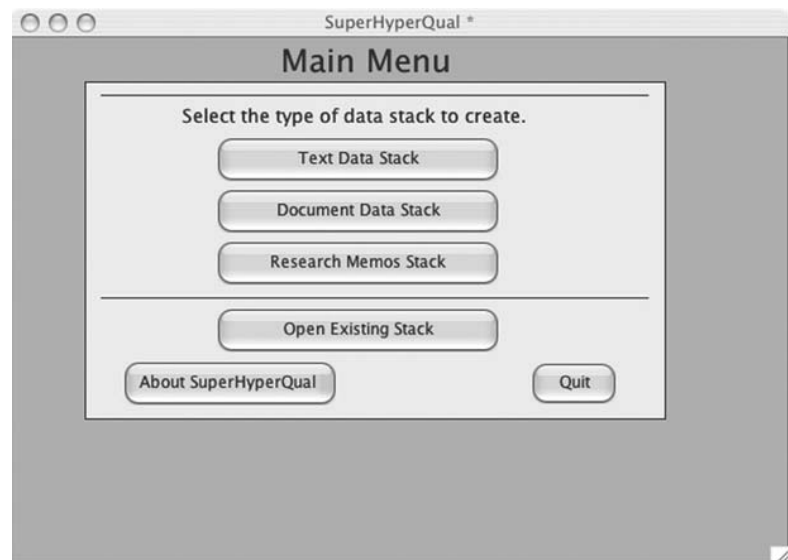 SuperHyperQual *
Main Menu
Select the type of data stack to create.
Text Data Stack
Document Data Stack
Research Memos Stack
Open Existing Stack
About SuperHyperQual
Quit